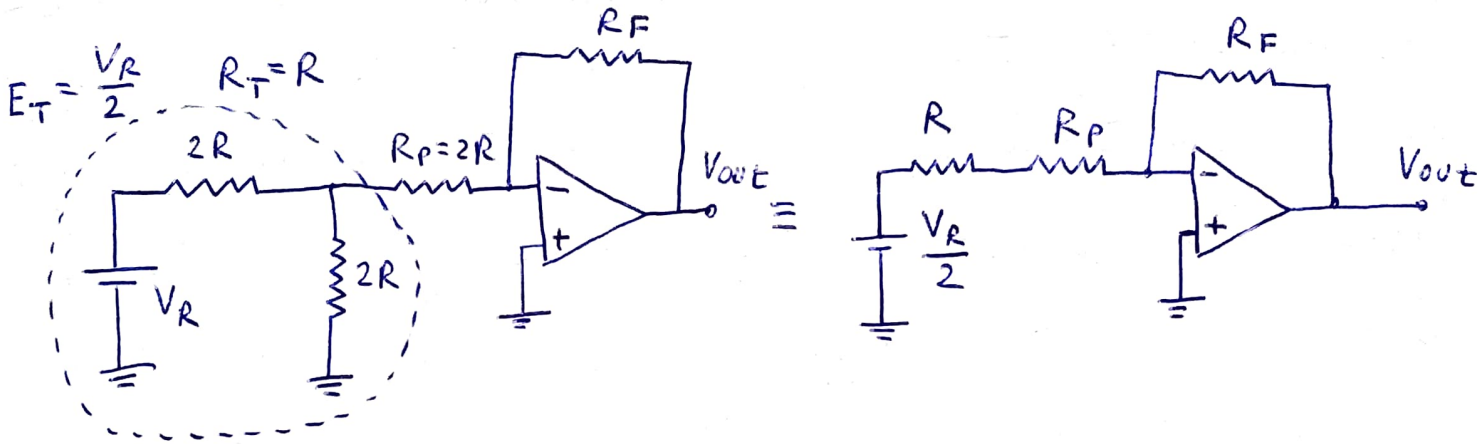 E_T = V_R/2
R_T = R
2R
R_P = 2R
R_F
-
+
V_out
2R
V_R
≡
R
R_P
R_F
-
+
V_out
V_R/2